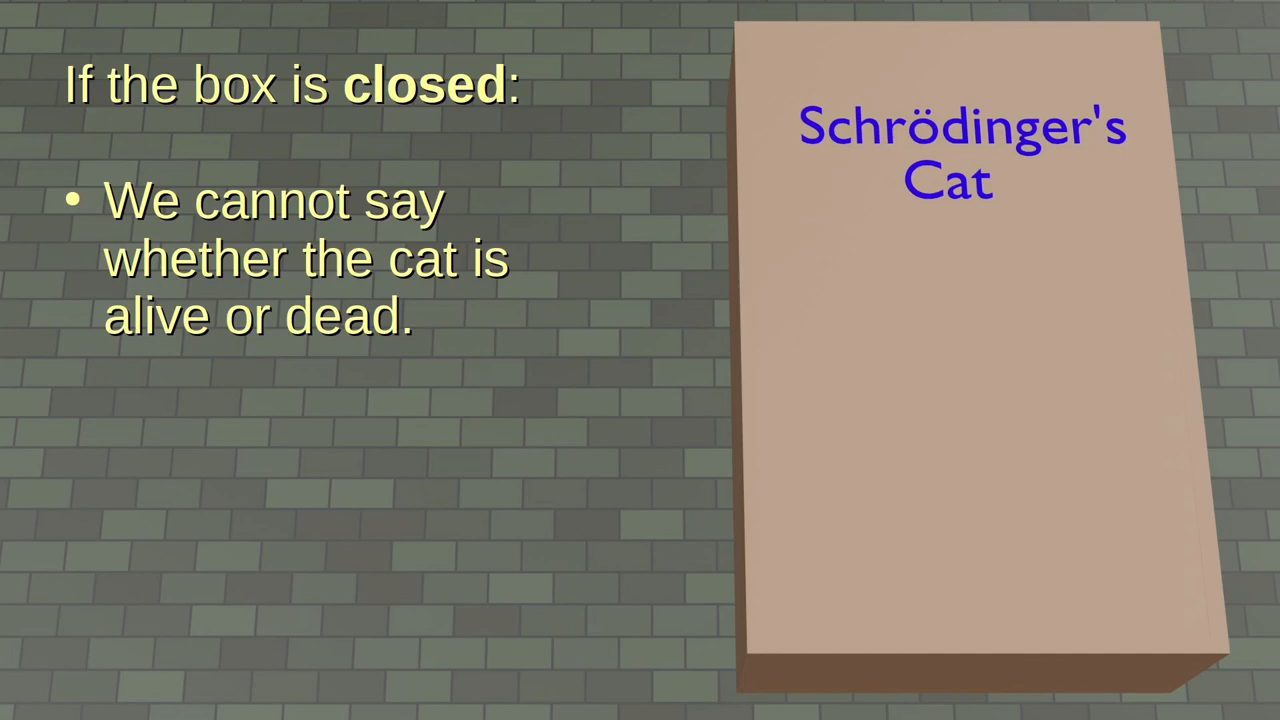 If the box is closed:
• We cannot say
whether the cat is
alive or dead.
Schrödinger's
Cat